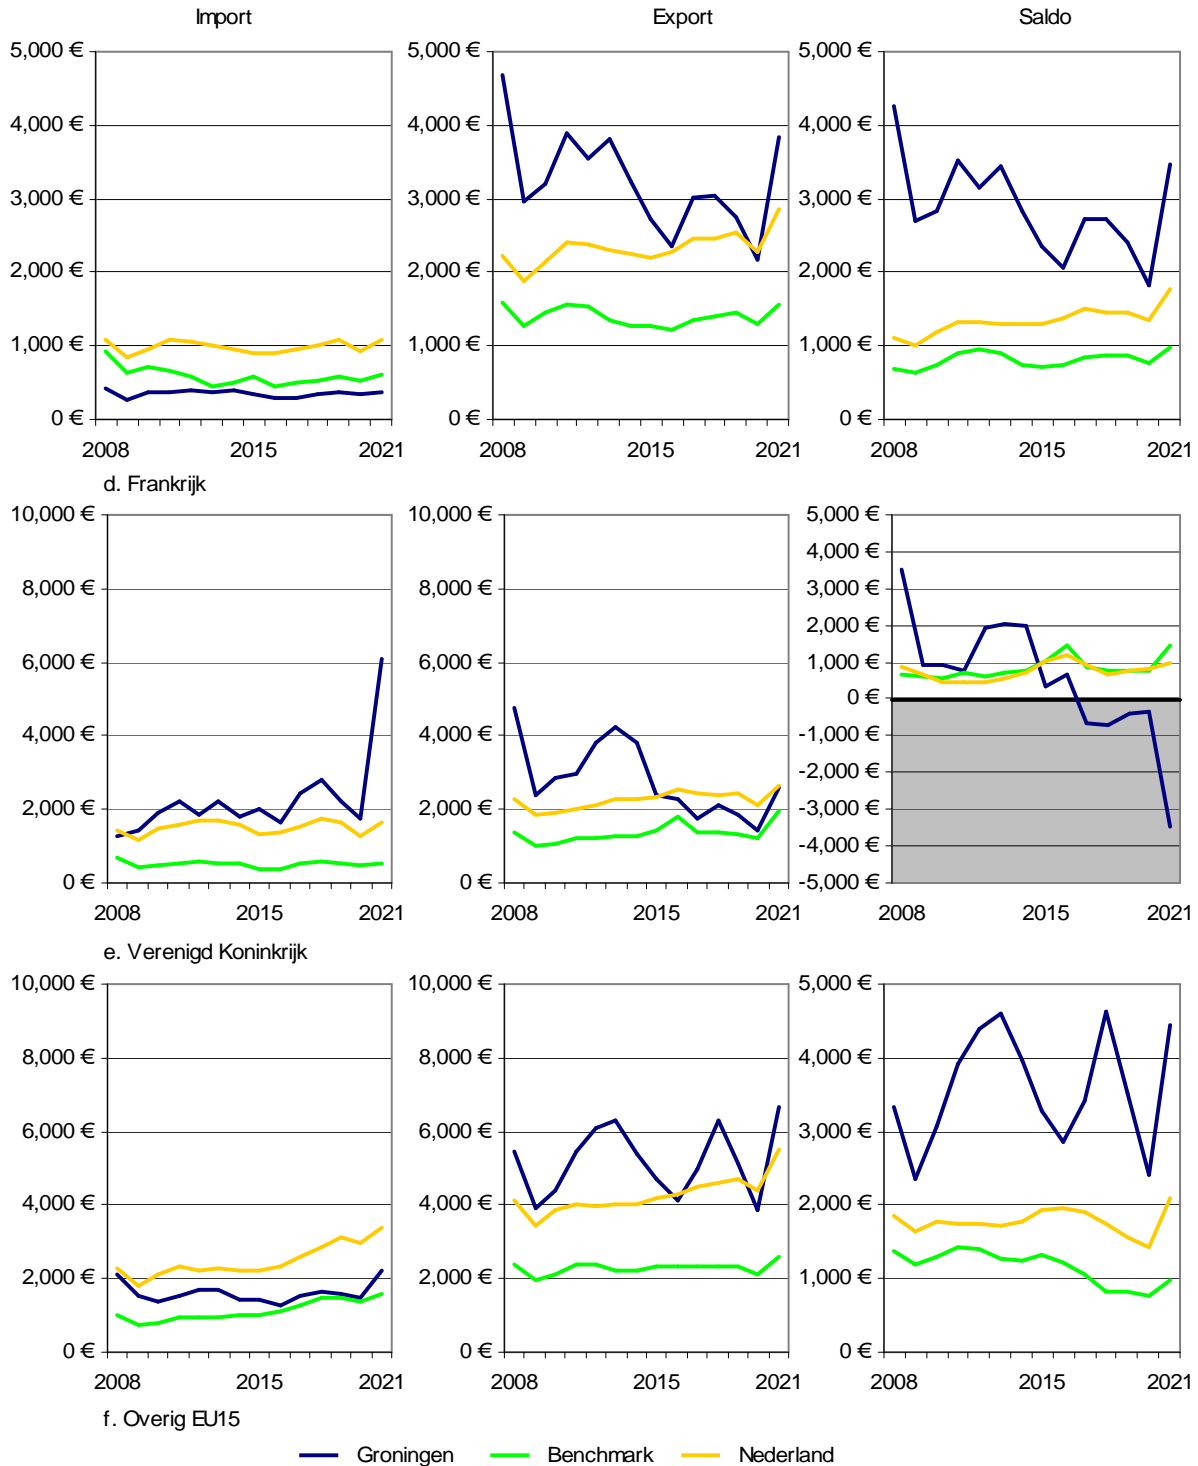 Import Export Saldo
5,000 € 5,000 € 5,000 €
4,000 € 4,000 € 4,000 €
3,000 € 3,000 € 3,000 €
2,000 € 2,000 € 2,000 €
1,000 € 1,000 € 1,000 €
0 € 0 € 0 €
2008 2015 2021 2008 2015 2021 2008 2015 2021
d. Frankrijk
10,000 € 10,000 € 5,000 €
4,000 €
8,000 € 8,000 € 3,000 €
2,000 €
6,000 € 6,000 € 1,000 €
0 €
4,000 € 4,000 € -1,000 €
-2,000 €
2,000 € 2,000 € -3,000 €
-4,000 €
0 € 0 € -5,000 €
2008 2015 2021 2008 2015 2021 2008 2015 2021
e. Verenigd Koninkrijk
10,000 € 10,000 € 5,000 €
8,000 € 8,000 € 4,000 €
6,000 € 6,000 € 3,000 €
4,000 € 4,000 € 2,000 €
2,000 € 2,000 € 1,000 €
0 € 0 € 0 €
2008 2015 2021 2008 2015 2021 2008 2015 2021
f. Overig EU15
Groningen Benchmark Nederland